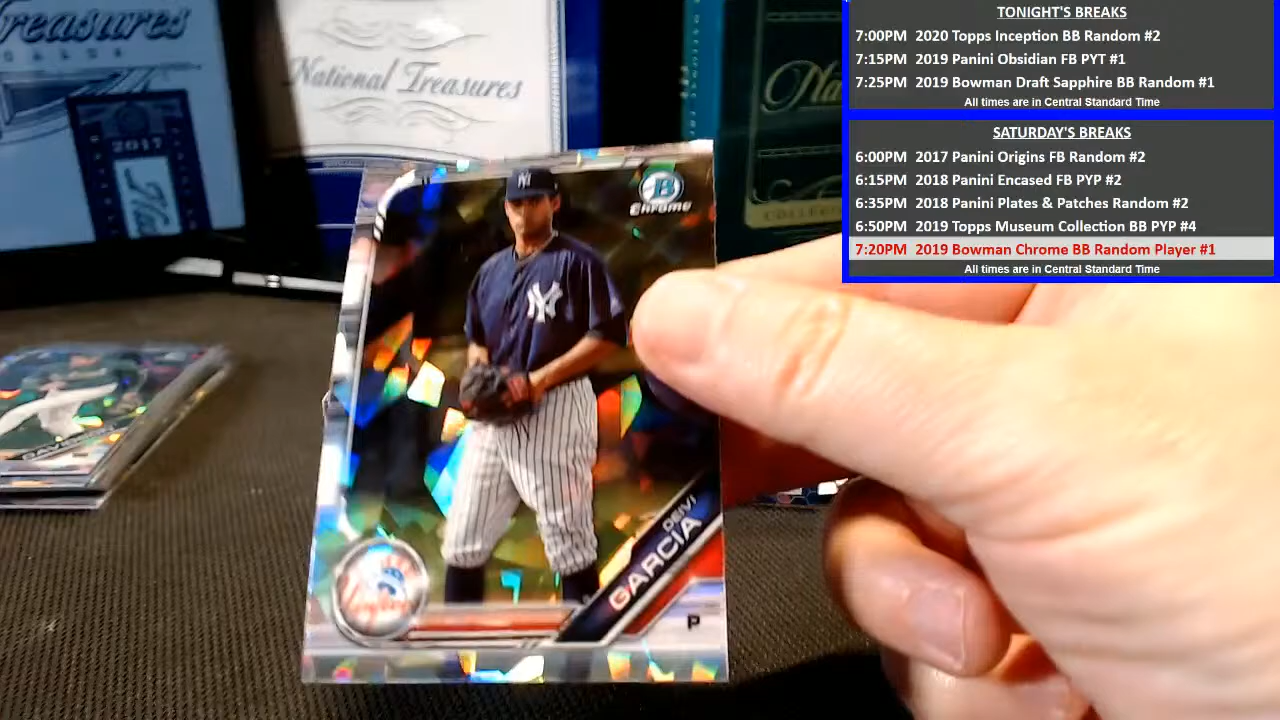 TONIGHT'S BREAKS
7:00PM 2020 Topps Inception BB Random #2
7:15PM 2019 Panini Obsidian FB PYT #1
7:25PM 2019 Bowman Draft Sapphire BB Random #1
All times are in Central Standard Time
SATURDAY'S BREAKS
6:00PM 2017 Panini Origins FB Random #2
6:15PM 2018 Panini Encased FB PYP #2
6:35PM 2018 Panini Plates & Patches Random #2
6:50PM 2019 Topps Museum Collection BB PYP #4
7:20PM 2019 Bowman Chrome BB Random Player #1
All times are in Central Standard Time
Treasures
2017
National Treasures
B
Chrome
NY
NY
DEIVI
GARCIA
P